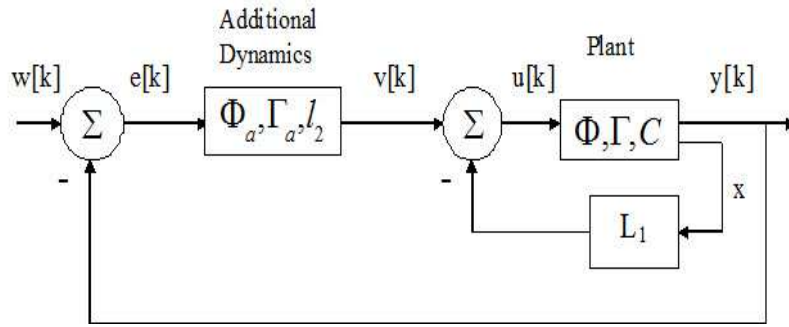 Additional
Dynamics
Plant
w[k]
e[k]
v[k]
u[k]
y[k]
Σ
Φₐ,Γₐ,l₂
Σ
Φ,Γ,C
-
-
x
L₁